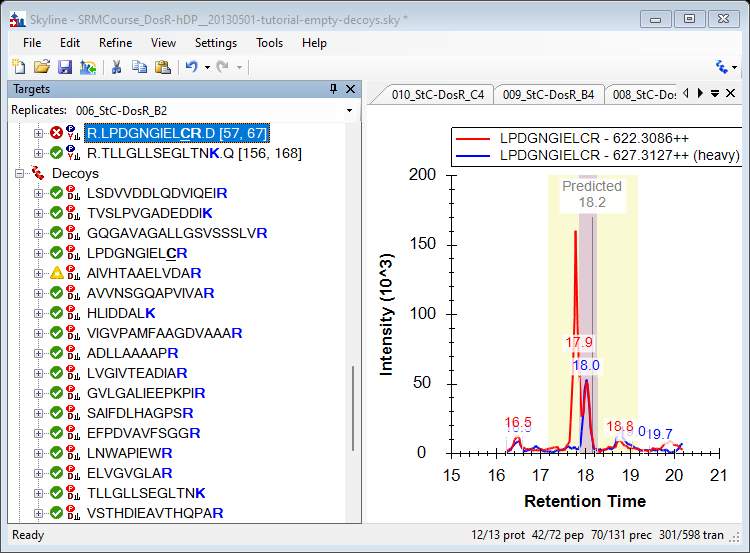 Skyline - SRMCourse_DosR-hDP__20130501-tutorial-empty-decoys.sky *
File Edit Refine View Settings Tools Help
Targets
Replicates: 006_StC-DosR_B2
R.LPDGNGIELCR.D [57, 67]
R.TLLGLLSEGLTNK.Q [156, 168]
Decoys
LSDVVDDLQDVIQEIR
TVSLPVGADEDDIK
GQGAVAGALLGSVSSSLVR
LPDGNGIELCR
AIVHTAAELVDAR
AVVNSGQAPVIVAR
HLIDDALK
VIGVPAMFAAGDVAAAR
ADLLAAAAPR
LVGIVTEADIAR
GVLGALIEEPKPIR
SAIFDLHAGPSR
EFPDVAVFSGGR
LNWAPIEWR
ELVGVGLAR
TLLGLLSEGLTNK
VSTHDIEAVTHQPAR
010_StC-DosR_C4 009_StC-DosR_B4 008_StC-Dos
LPDGNGIELCR - 622.3086++
LPDGNGIELCR - 627.3127++ (heavy)
Predicted
18.2
17.9
18.0
16.5
18.8
19.7
Intensity (10^3)
200
150
100
50
0
15 16 17 18 19 20 21
Retention Time
Ready 12/13 prot 42/72 pep 70/131 prec 301/598 tran